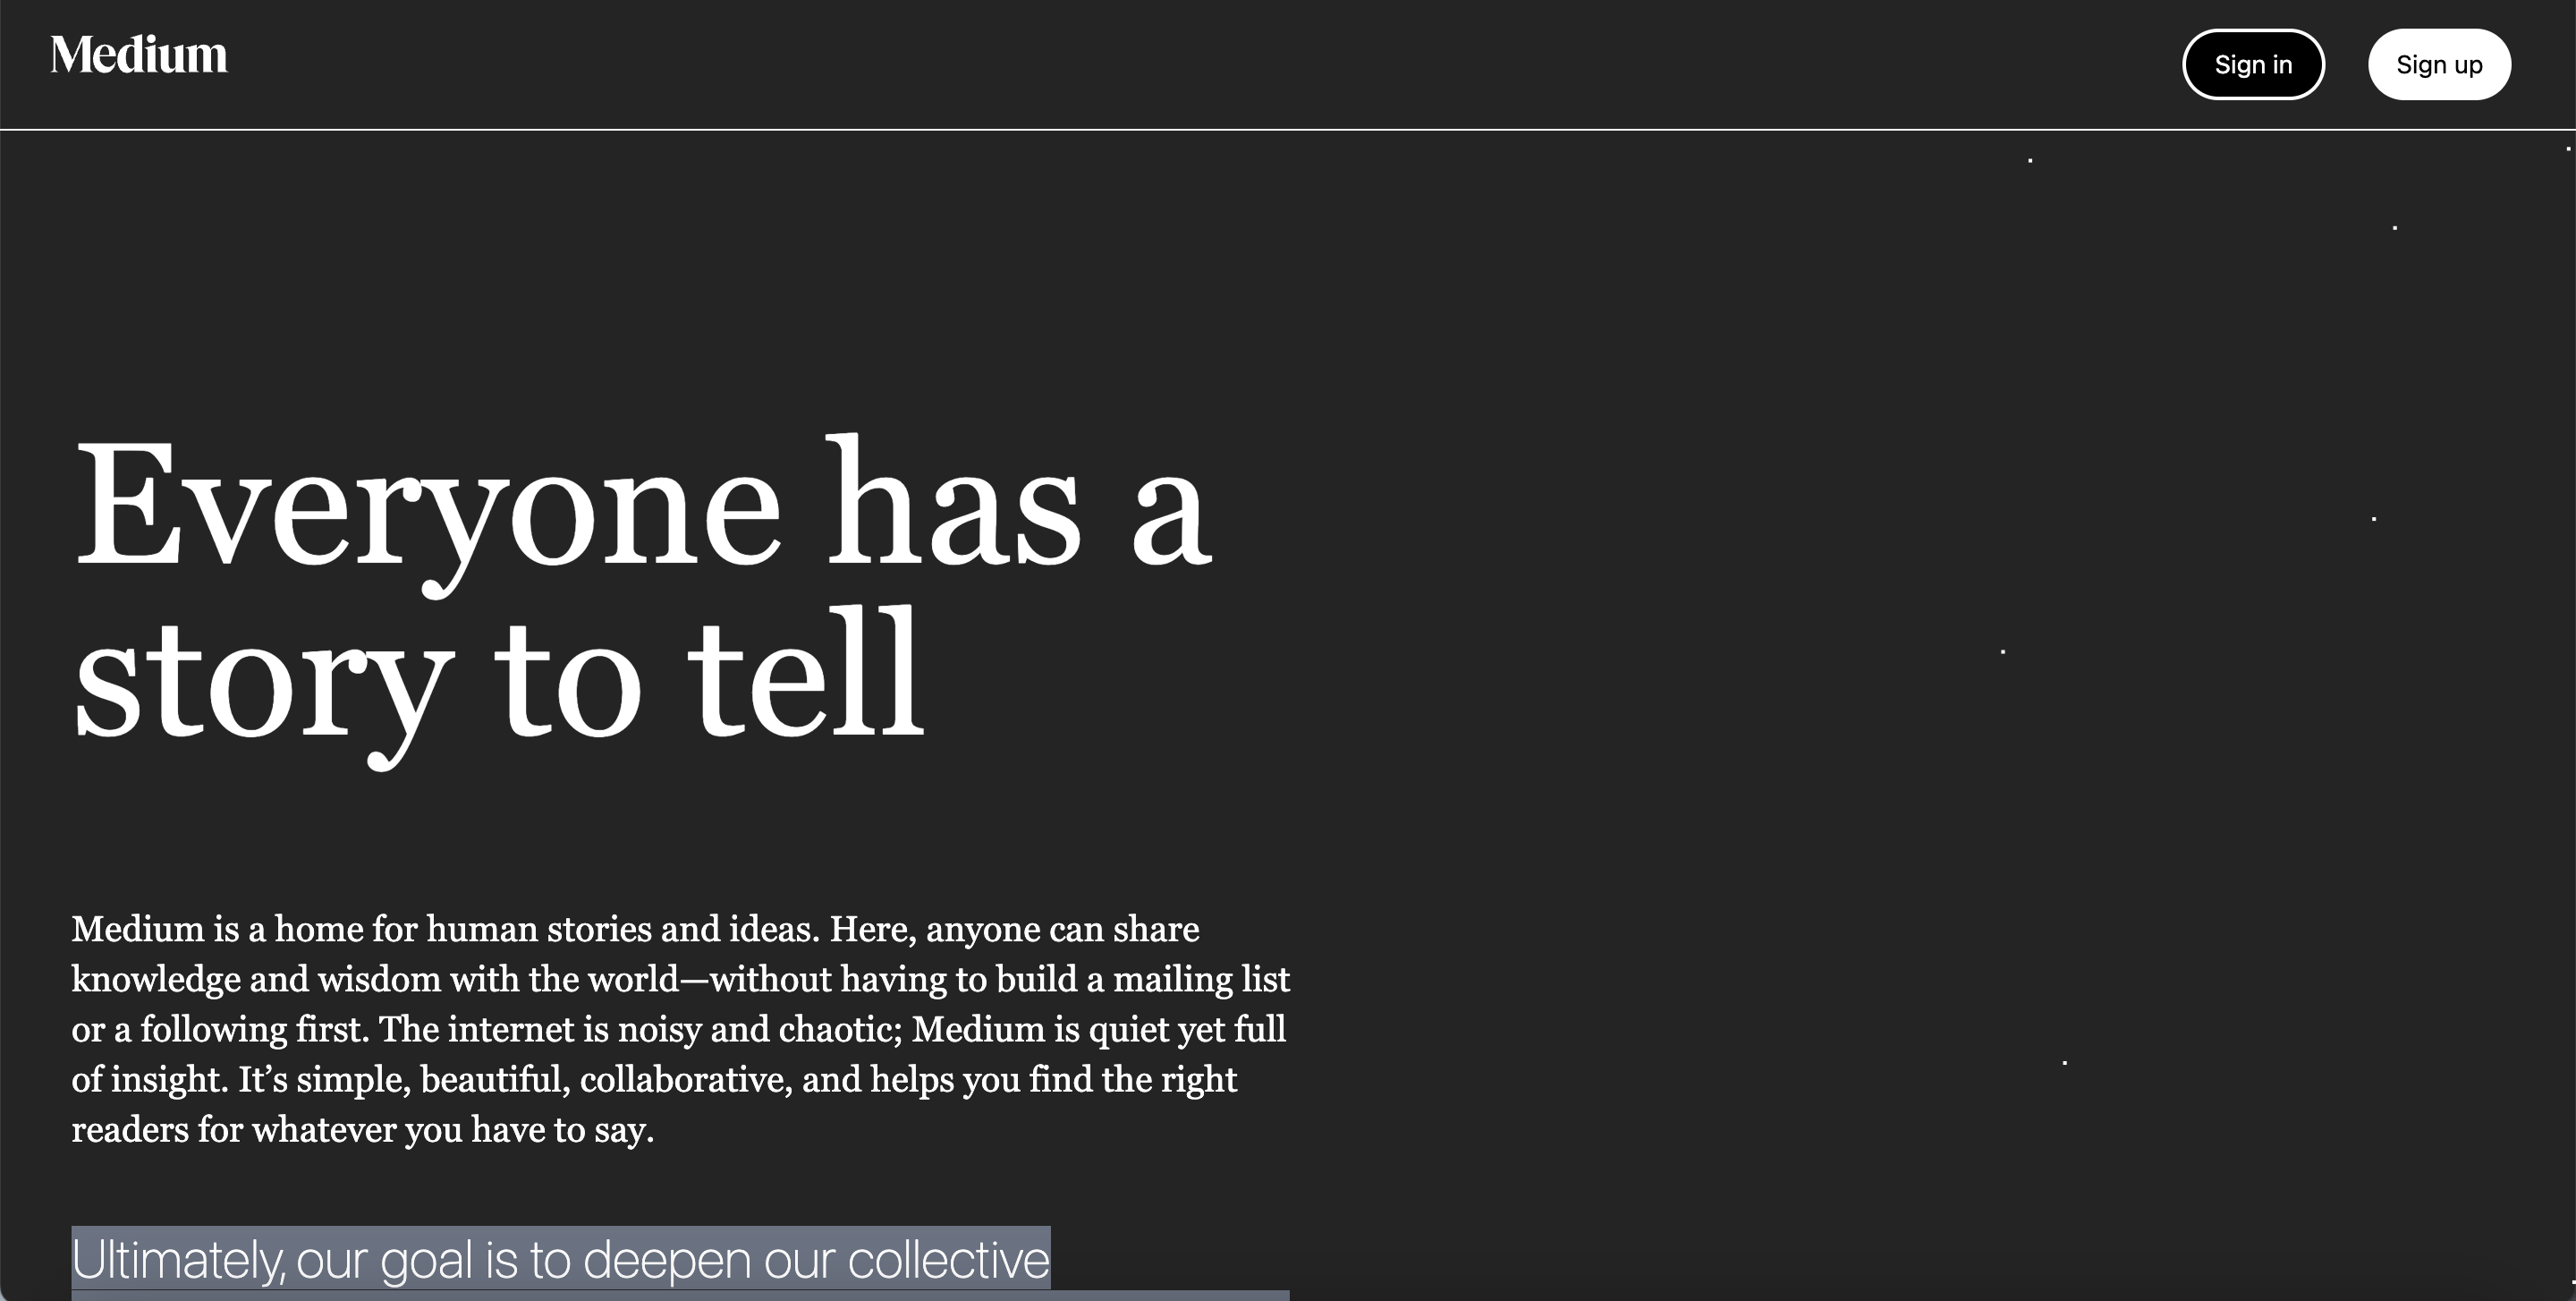 Medium
Sign in
Sign up
Everyone has a
story to tell
Medium is a home for human stories and ideas. Here, anyone can share
knowledge and wisdom with the world—without having to build a mailing list
or a following first. The internet is noisy and chaotic; Medium is quiet yet full
of insight. It’s simple, beautiful, collaborative, and helps you find the right
readers for whatever you have to say.
Ultimately, our goal is to deepen our collective